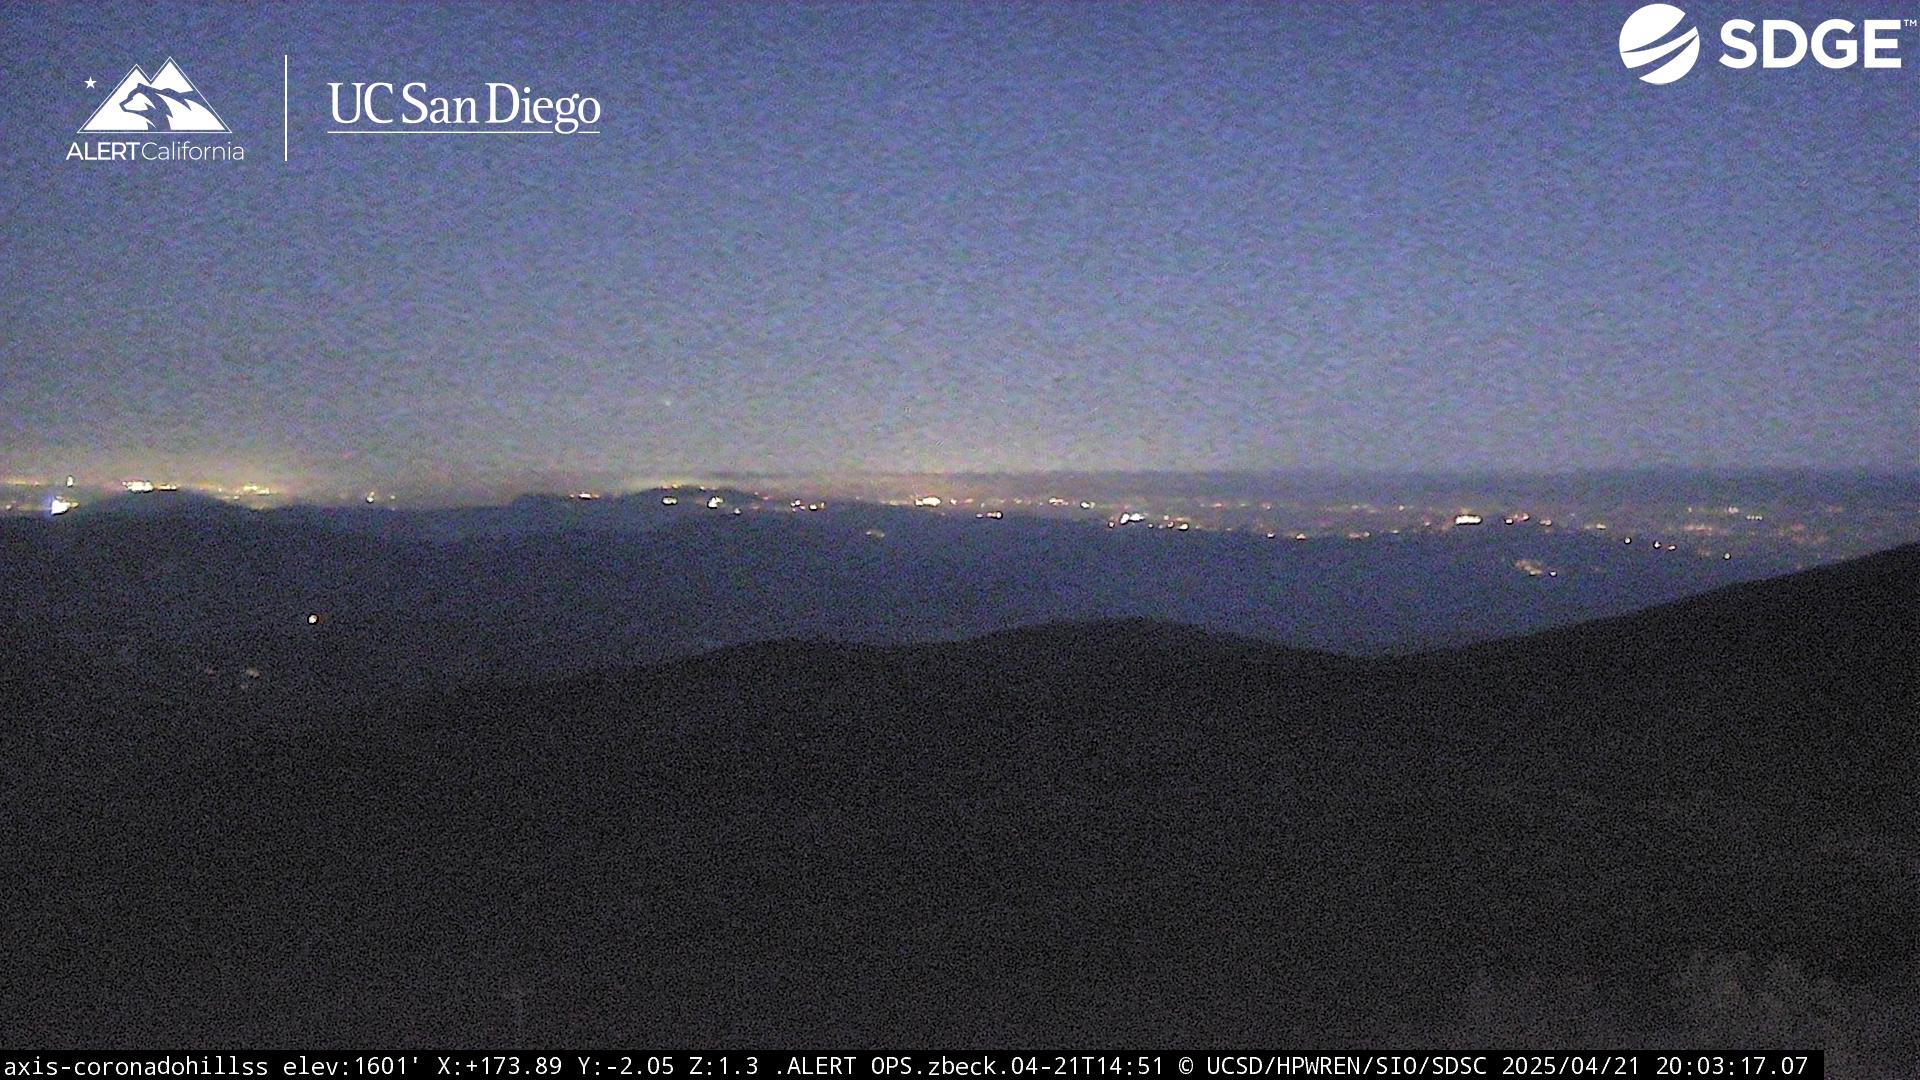 ALERTCalifornia
UC San Diego
SDGE™
axis-coronadohillss elev:1601' X:+173.89 Y:-2.05 Z:1.3 .ALERT OPS.zbeck.04-21T14:51 © UCSD/HPWREN/SIO/SDSC 2025/04/21 20:03:17.07